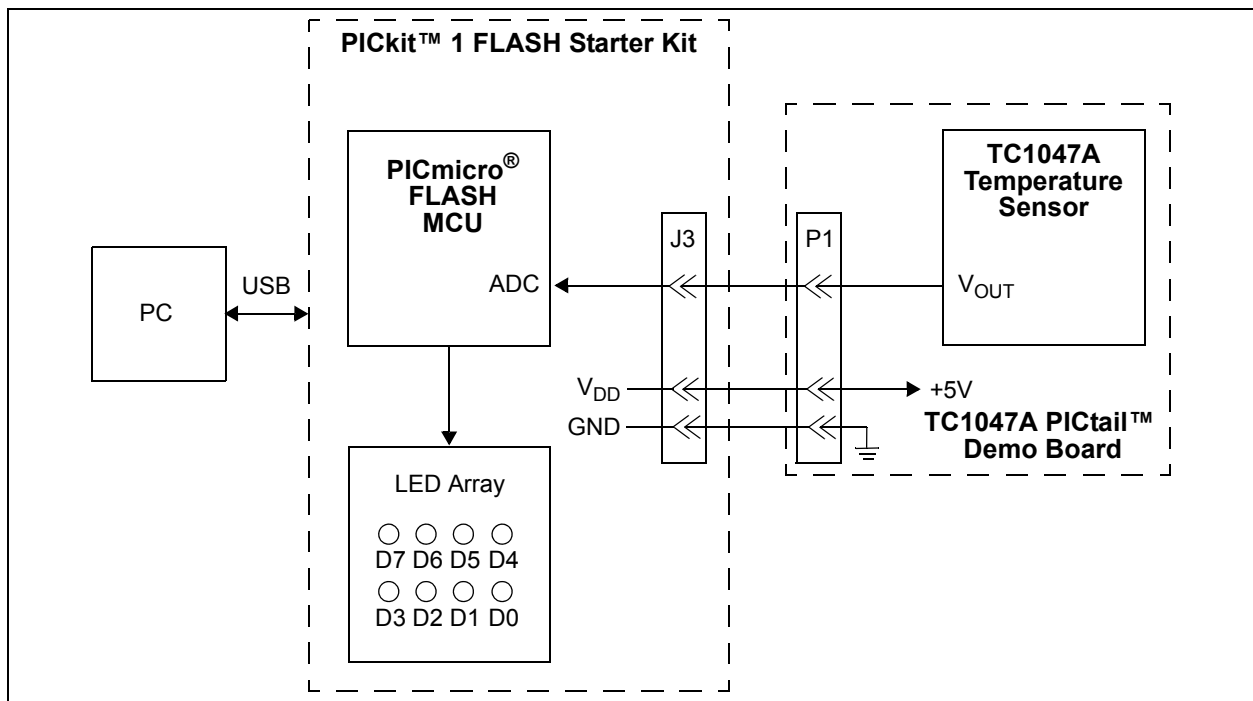 PICkit™ 1 FLASH Starter Kit
PICmicro®
FLASH
MCU
ADC
TC1047A
Temperature
Sensor
VOUT
J3
P1
PC
USB
VDD
GND
+5V
TC1047A PICtail™
Demo Board
LED Array
D7 D6 D5 D4
D3 D2 D1 D0